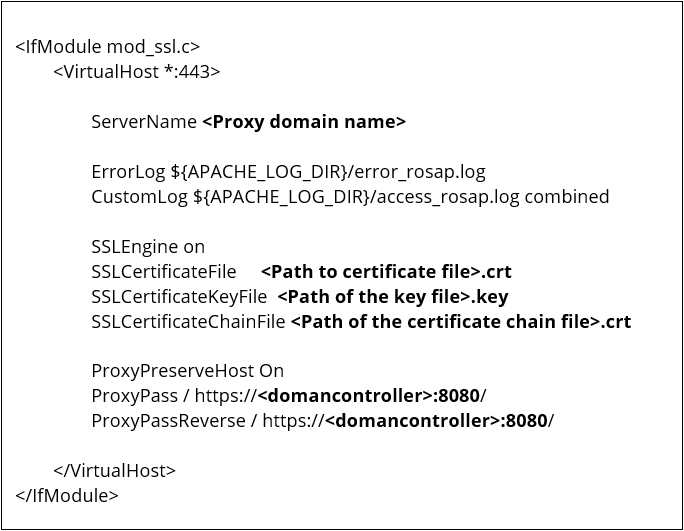 <IfModule mod_ssl.c>
<VirtualHost *:443>
ServerName <Proxy domain name>
ErrorLog ${APACHE_LOG_DIR}/error_rosap.log
CustomLog ${APACHE_LOG_DIR}/access_rosap.log combined
SSLEngine on
SSLCertificateFile <Path to certificate file>.crt
SSLCertificateKeyFile <Path of the key file>.key
SSLCertificateChainFile <Path of the certificate chain file>.crt
ProxyPreserveHost On
ProxyPass / https://<domancontroller>:8080/
ProxyPassReverse / https://<domancontroller>:8080/
</VirtualHost>
</IfModule>